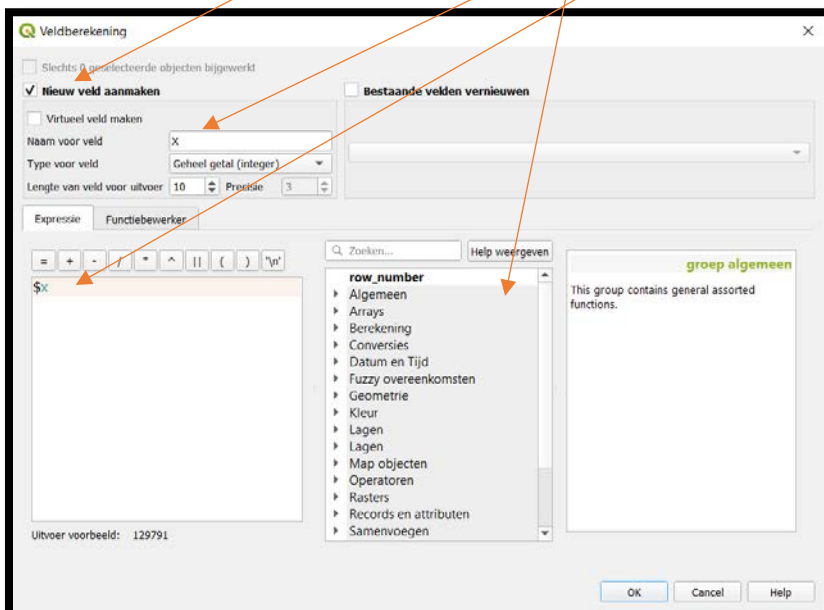 Veldberekening
Slechts 0 geselecteerde objecten bijgewerkt
Nieuw veld aanmaken
Bestaande velden vernieuwen
Virtueel veld maken
Naam voor veld X
Type voor veld Geheel getal (integer)
Lengte van veld voor uitvoer 10 Precisie 3
Expressie Functiebewerker
= + - / * ^ || ( ) '\n'
Zoeken... Help weergeven
groep algemeen
$x
row_number
This group contains general assorted
functions.
Algemeen
Arrays
Berekening
Conversies
Datum en Tijd
Fuzzy overeenkomsten
Geometrie
Kleur
Lagen
Lagen
Map objecten
Operatoren
Rasters
Records en attributen
Samenvoegen
Uitvoer voorbeeld: 129791
OK Cancel Help